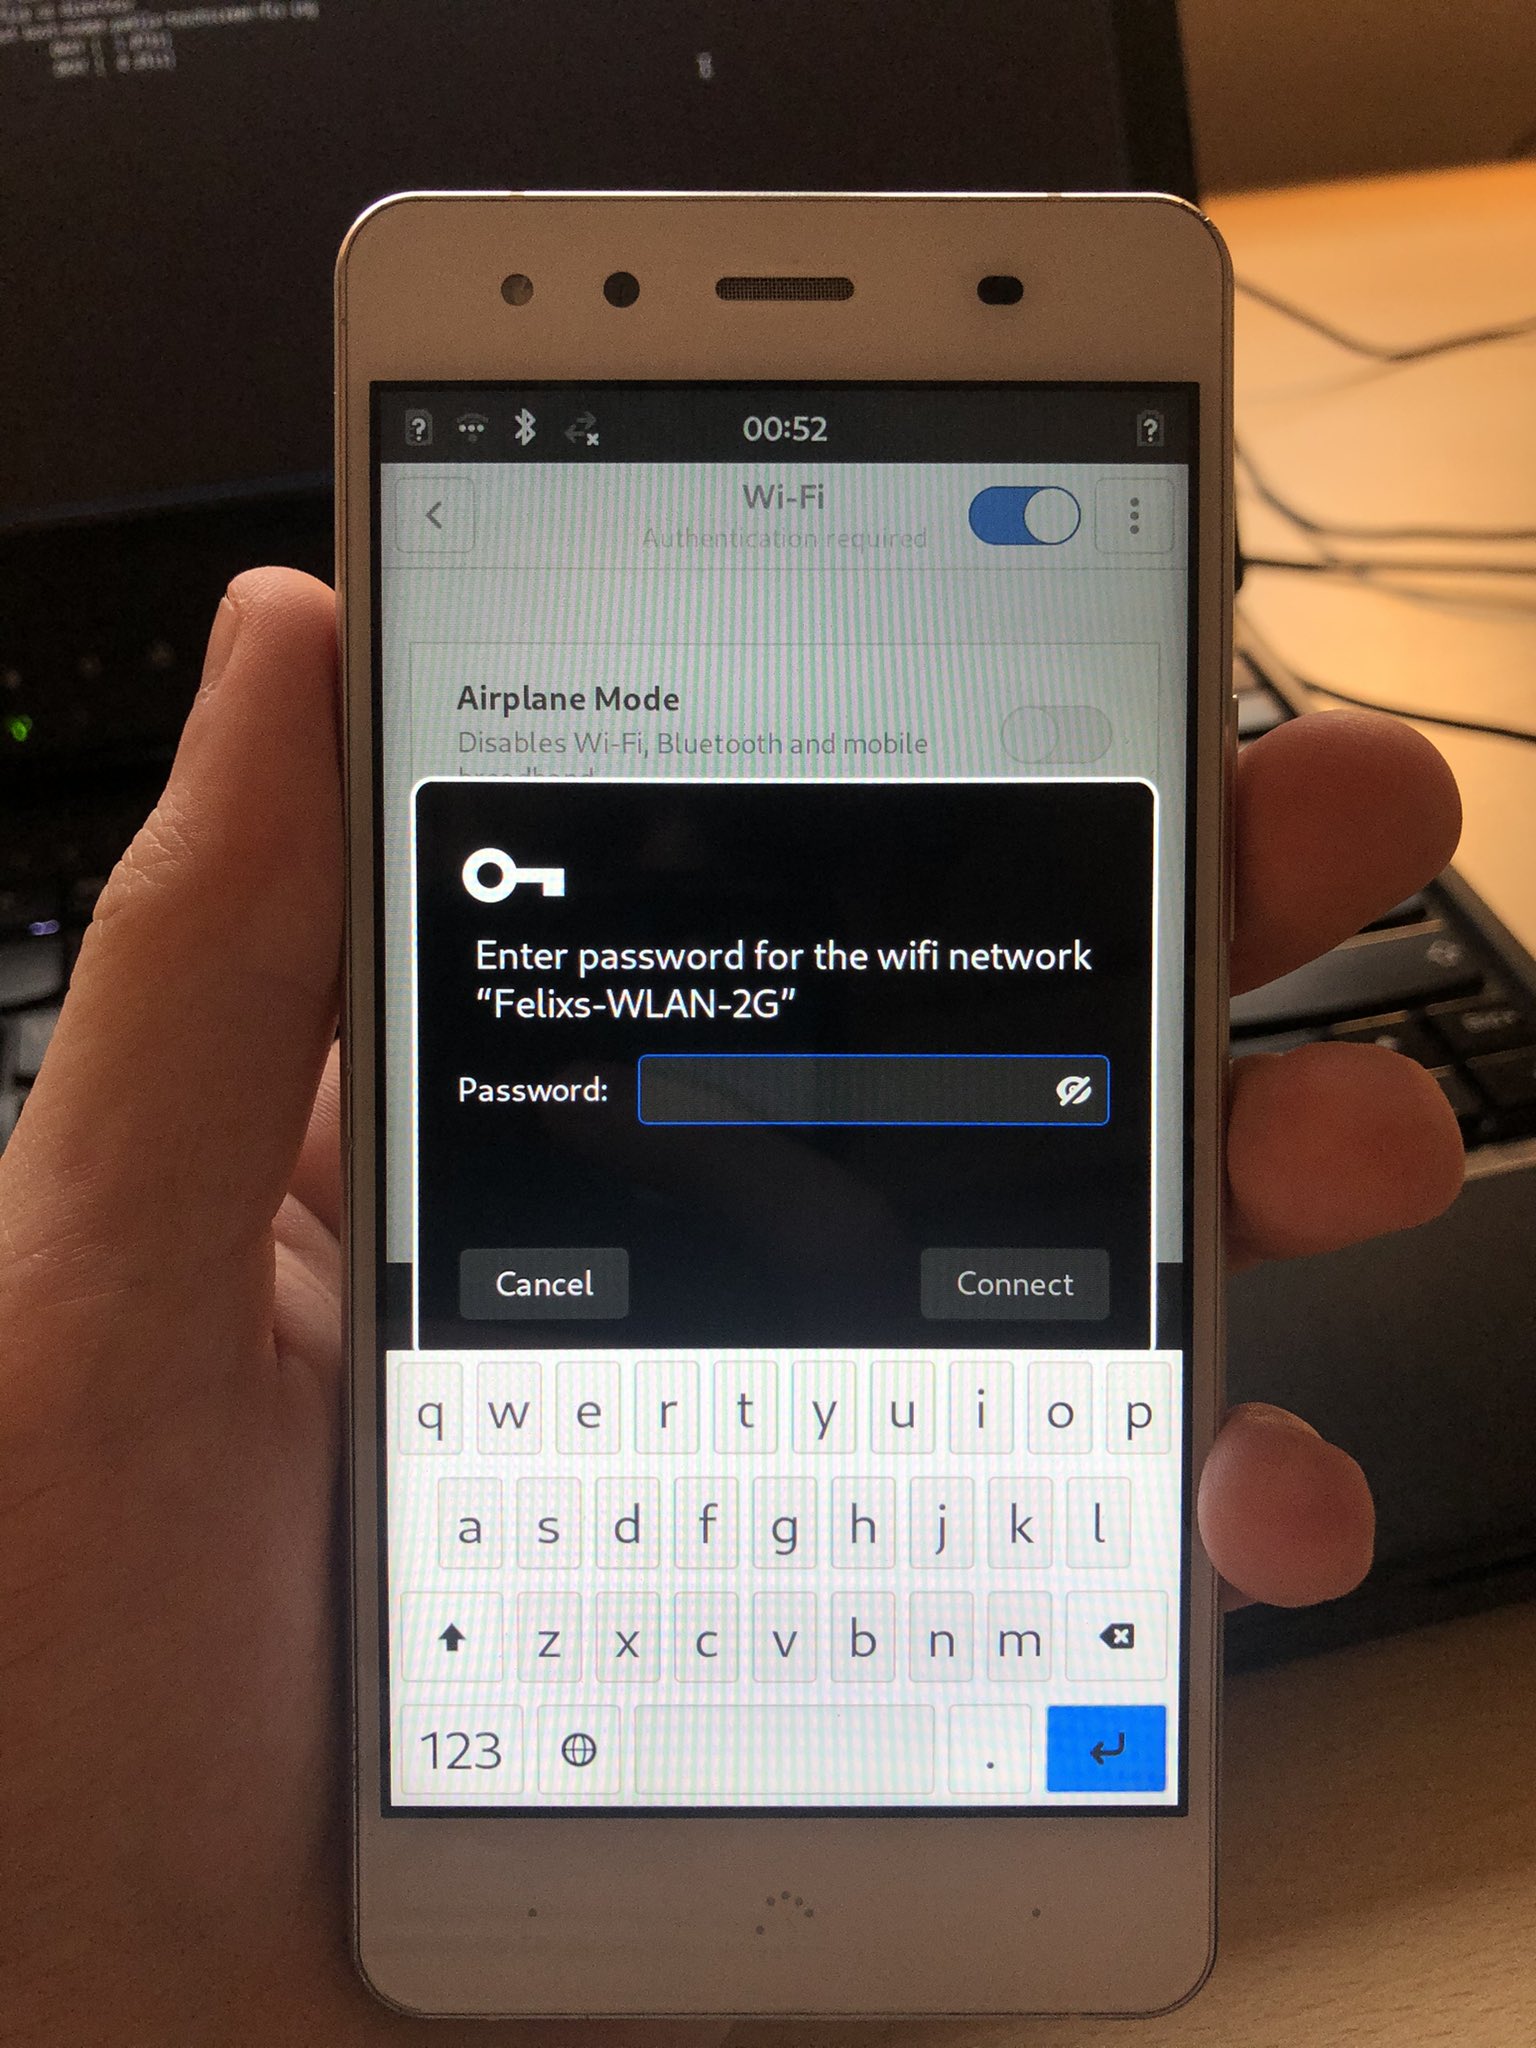 00:52
Wi-Fi
Authentication required
Airplane Mode
Disables Wi-Fi, Bluetooth and mobile
broadband
Enter password for the wifi network
“Felixs-WLAN-2G”
Password:
Cancel
Connect
q w e r t y u i o p
a s d f g h j k l
z x c v b n m
123 .